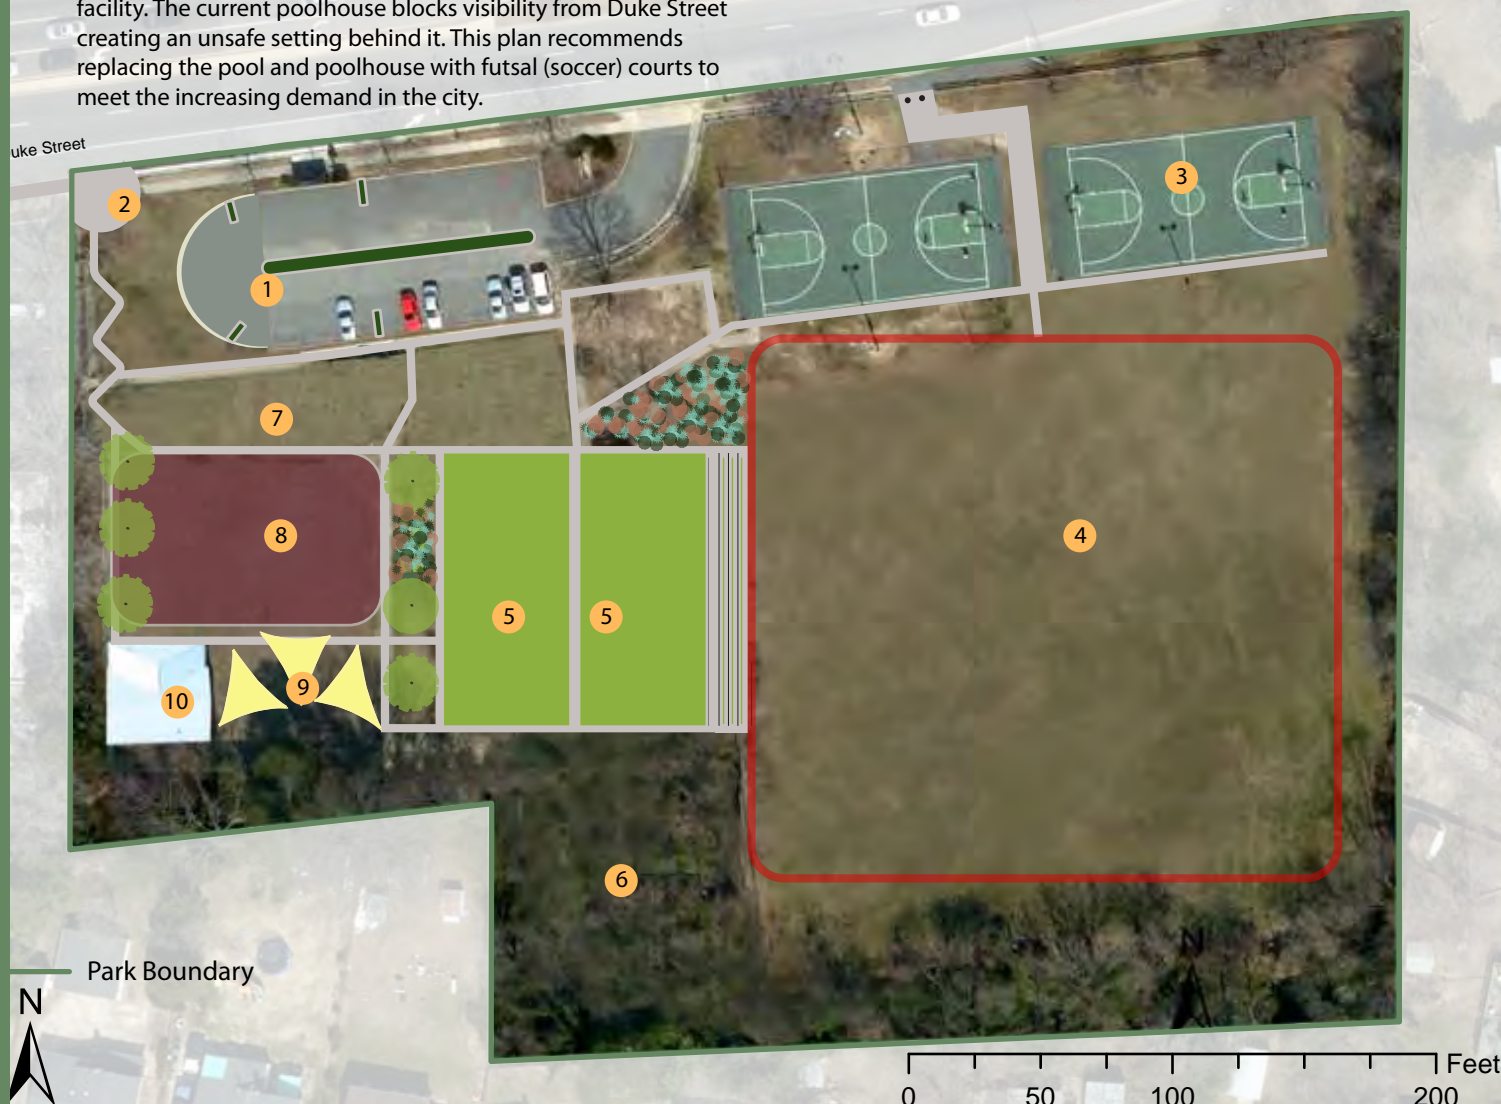 facility. The current poolhouse blocks visibility from Duke Street
creating an unsafe setting behind it. This plan recommends
replacing the pool and poolhouse with futsal (soccer) courts to
meet the increasing demand in the city.
uke Street
2
3
1
7
8
4
5
5
9
10
6
Park Boundary
N
N
Feet
0
50
100
200